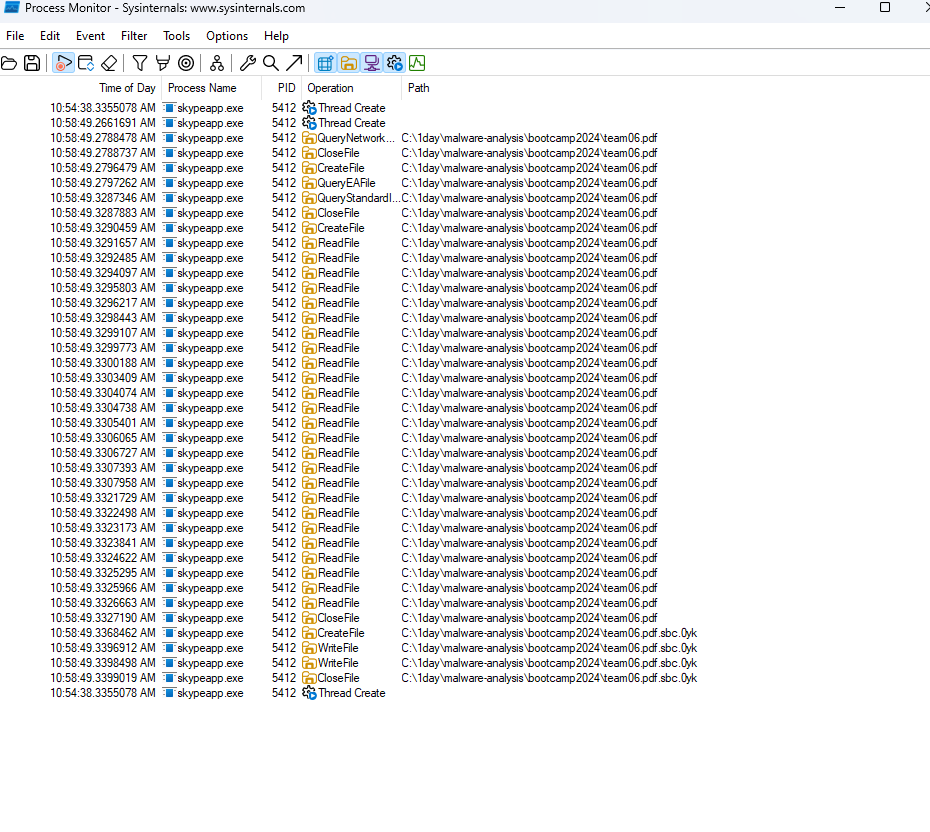 Process Monitor - Sysinternals: www.sysinternals.com
File Edit Event Filter Tools Options Help
Time of Day Process Name PID Operation Path
10:54:38.3355078 AM skypeapp.exe 5412 Thread Create
10:58:49.2661691 AM skypeapp.exe 5412 Thread Create
10:58:49.2788478 AM skypeapp.exe 5412 QueryNetwork... C:\1day\malware-analysis\bootcamp2024\team06.pdf
10:58:49.2788737 AM skypeapp.exe 5412 CloseFile C:\1day\malware-analysis\bootcamp2024\team06.pdf
10:58:49.2796479 AM skypeapp.exe 5412 CreateFile C:\1day\malware-analysis\bootcamp2024\team06.pdf
10:58:49.2797262 AM skypeapp.exe 5412 QueryEAFile C:\1day\malware-analysis\bootcamp2024\team06.pdf
10:58:49.3287346 AM skypeapp.exe 5412 QueryStandardI... C:\1day\malware-analysis\bootcamp2024\team06.pdf
10:58:49.3287883 AM skypeapp.exe 5412 CloseFile C:\1day\malware-analysis\bootcamp2024\team06.pdf
10:58:49.3290459 AM skypeapp.exe 5412 CreateFile C:\1day\malware-analysis\bootcamp2024\team06.pdf
10:58:49.3291657 AM skypeapp.exe 5412 ReadFile C:\1day\malware-analysis\bootcamp2024\team06.pdf
10:58:49.3292485 AM skypeapp.exe 5412 ReadFile C:\1day\malware-analysis\bootcamp2024\team06.pdf
10:58:49.3294097 AM skypeapp.exe 5412 ReadFile C:\1day\malware-analysis\bootcamp2024\team06.pdf
10:58:49.3295803 AM skypeapp.exe 5412 ReadFile C:\1day\malware-analysis\bootcamp2024\team06.pdf
10:58:49.3296217 AM skypeapp.exe 5412 ReadFile C:\1day\malware-analysis\bootcamp2024\team06.pdf
10:58:49.3298443 AM skypeapp.exe 5412 ReadFile C:\1day\malware-analysis\bootcamp2024\team06.pdf
10:58:49.3299107 AM skypeapp.exe 5412 ReadFile C:\1day\malware-analysis\bootcamp2024\team06.pdf
10:58:49.3299773 AM skypeapp.exe 5412 ReadFile C:\1day\malware-analysis\bootcamp2024\team06.pdf
10:58:49.3300188 AM skypeapp.exe 5412 ReadFile C:\1day\malware-analysis\bootcamp2024\team06.pdf
10:58:49.3303409 AM skypeapp.exe 5412 ReadFile C:\1day\malware-analysis\bootcamp2024\team06.pdf
10:58:49.3304074 AM skypeapp.exe 5412 ReadFile C:\1day\malware-analysis\bootcamp2024\team06.pdf
10:58:49.3304738 AM skypeapp.exe 5412 ReadFile C:\1day\malware-analysis\bootcamp2024\team06.pdf
10:58:49.3305401 AM skypeapp.exe 5412 ReadFile C:\1day\malware-analysis\bootcamp2024\team06.pdf
10:58:49.3306065 AM skypeapp.exe 5412 ReadFile C:\1day\malware-analysis\bootcamp2024\team06.pdf
10:58:49.3306727 AM skypeapp.exe 5412 ReadFile C:\1day\malware-analysis\bootcamp2024\team06.pdf
10:58:49.3307393 AM skypeapp.exe 5412 ReadFile C:\1day\malware-analysis\bootcamp2024\team06.pdf
10:58:49.3307958 AM skypeapp.exe 5412 ReadFile C:\1day\malware-analysis\bootcamp2024\team06.pdf
10:58:49.3321729 AM skypeapp.exe 5412 ReadFile C:\1day\malware-analysis\bootcamp2024\team06.pdf
10:58:49.3322498 AM skypeapp.exe 5412 ReadFile C:\1day\malware-analysis\bootcamp2024\team06.pdf
10:58:49.3323173 AM skypeapp.exe 5412 ReadFile C:\1day\malware-analysis\bootcamp2024\team06.pdf
10:58:49.3323841 AM skypeapp.exe 5412 ReadFile C:\1day\malware-analysis\bootcamp2024\team06.pdf
10:58:49.3324622 AM skypeapp.exe 5412 ReadFile C:\1day\malware-analysis\bootcamp2024\team06.pdf
10:58:49.3325295 AM skypeapp.exe 5412 ReadFile C:\1day\malware-analysis\bootcamp2024\team06.pdf
10:58:49.3325966 AM skypeapp.exe 5412 ReadFile C:\1day\malware-analysis\bootcamp2024\team06.pdf
10:58:49.3326663 AM skypeapp.exe 5412 ReadFile C:\1day\malware-analysis\bootcamp2024\team06.pdf
10:58:49.3327190 AM skypeapp.exe 5412 CloseFile C:\1day\malware-analysis\bootcamp2024\team06.pdf
10:58:49.3368462 AM skypeapp.exe 5412 CreateFile C:\1day\malware-analysis\bootcamp2024\team06.pdf.sbc.0yk
10:58:49.3396912 AM skypeapp.exe 5412 WriteFile C:\1day\malware-analysis\bootcamp2024\team06.pdf.sbc.0yk
10:58:49.3398498 AM skypeapp.exe 5412 WriteFile C:\1day\malware-analysis\bootcamp2024\team06.pdf.sbc.0yk
10:58:49.3399019 AM skypeapp.exe 5412 CloseFile C:\1day\malware-analysis\bootcamp2024\team06.pdf.sbc.0yk
10:54:38.3355078 AM skypeapp.exe 5412 Thread Create